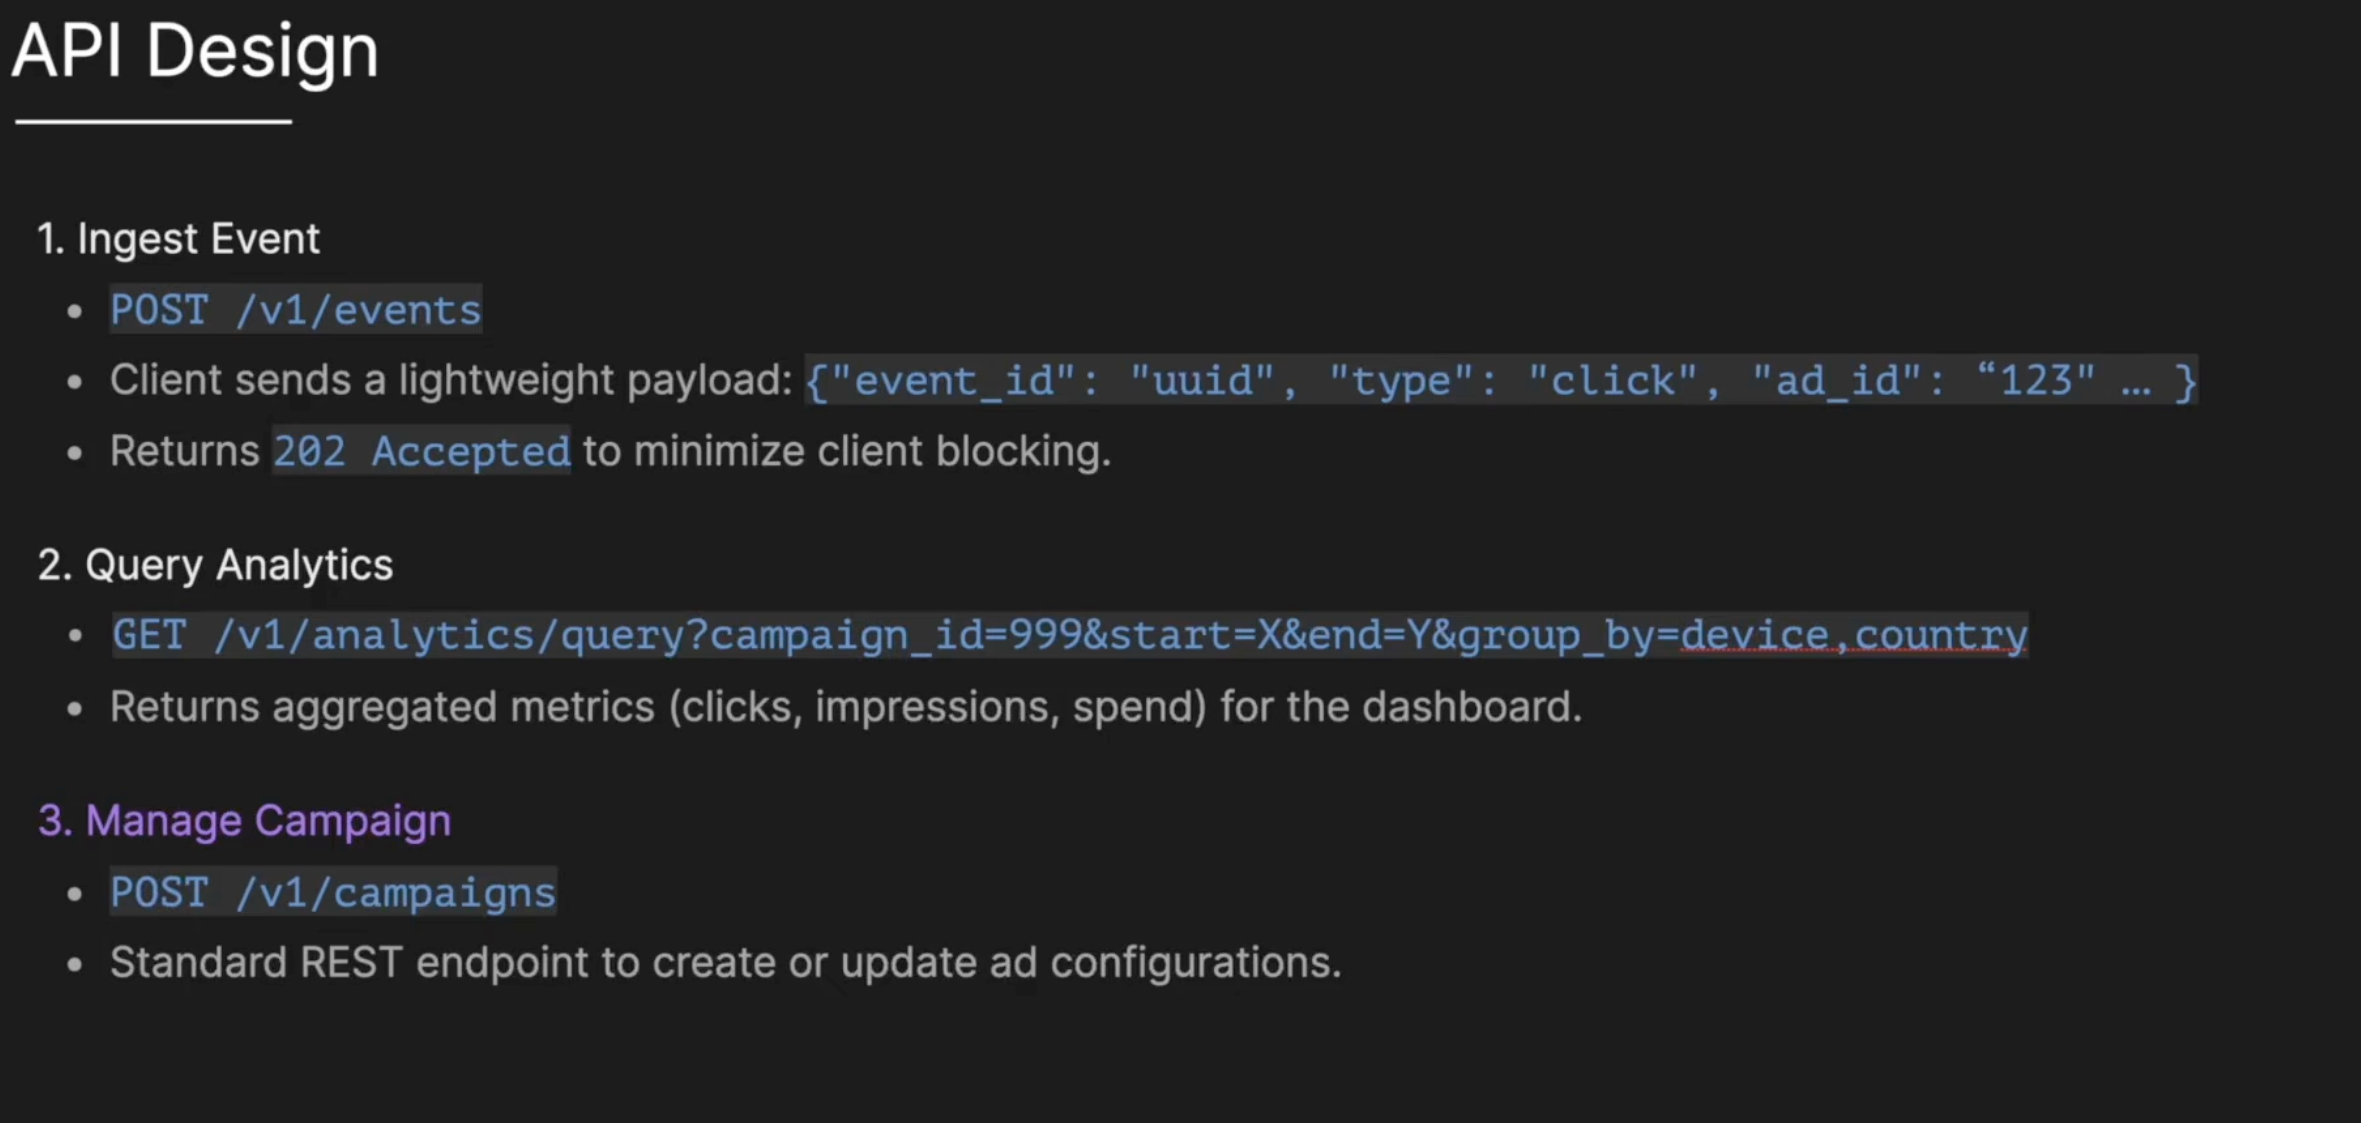 API Design
1. Ingest Event
• POST /v1/events
• Client sends a lightweight payload: {"event_id": "uuid", "type": "click", "ad_id": “123" … }
• Returns 202 Accepted to minimize client blocking.
2. Query Analytics
• GET /v1/analytics/query?campaign_id=999&start=X&end=Y&group_by=device,country
• Returns aggregated metrics (clicks, impressions, spend) for the dashboard.
3. Manage Campaign
• POST /v1/campaigns
• Standard REST endpoint to create or update ad configurations.